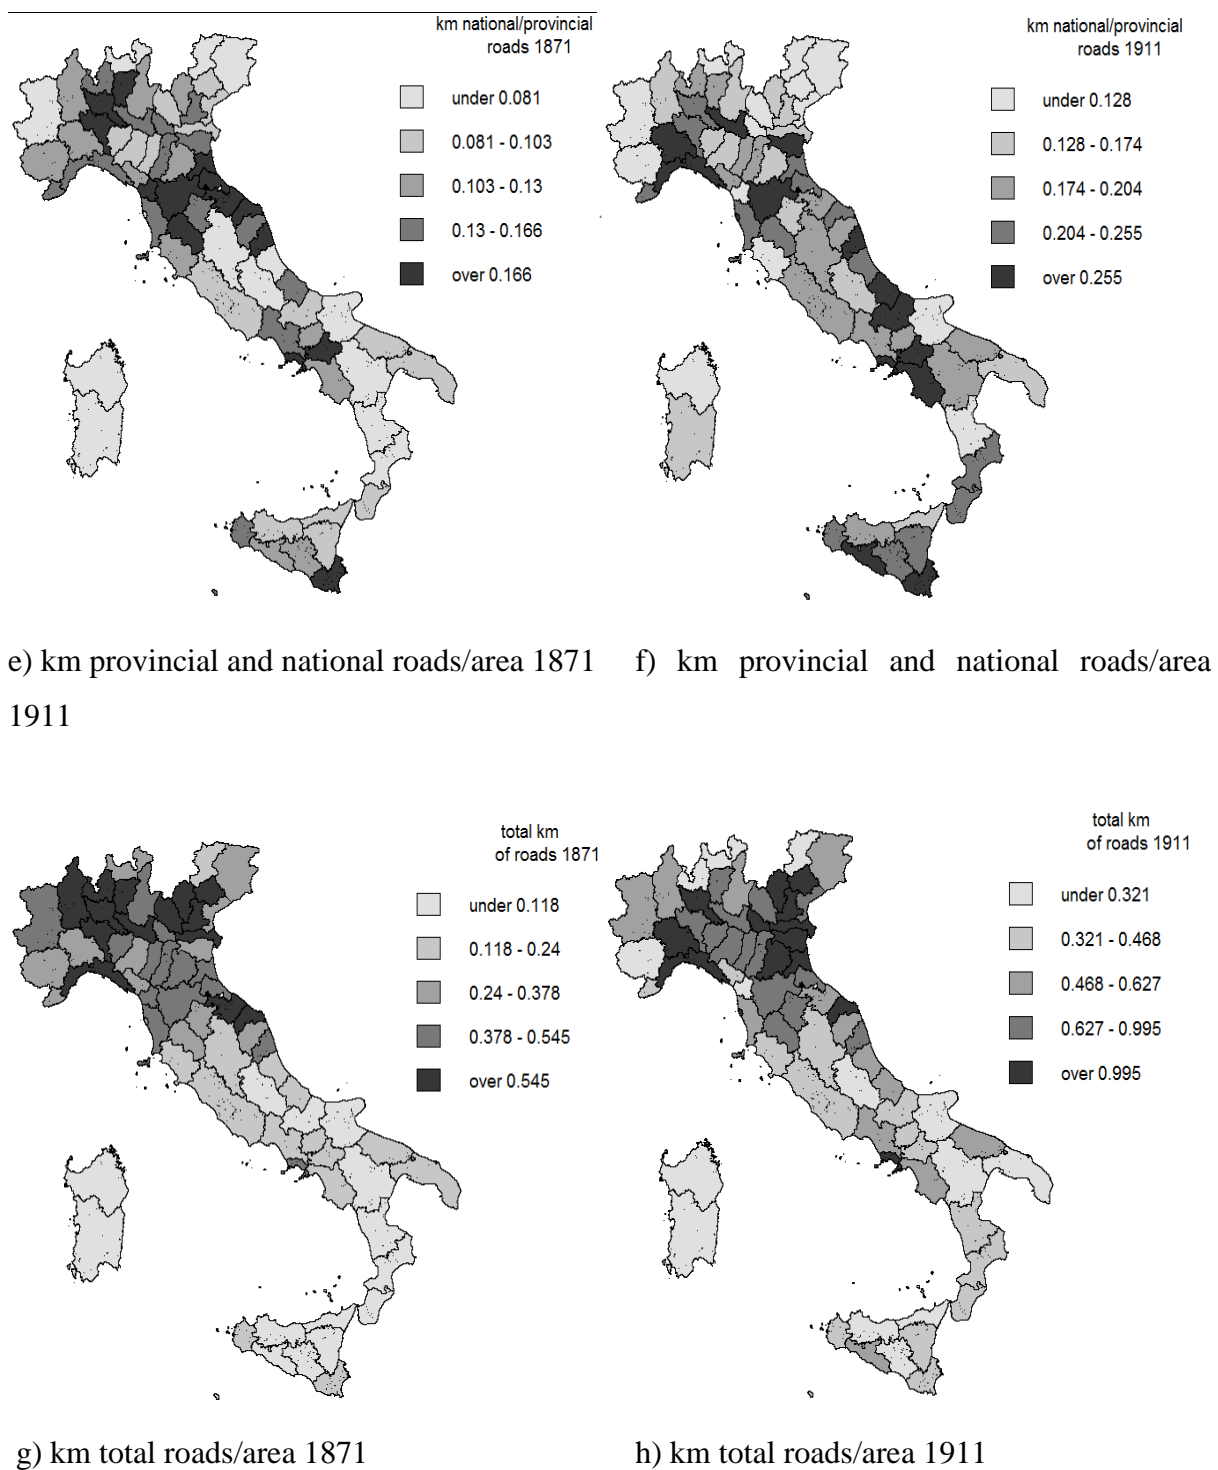 km national/provincial
roads 1871
under 0.081
0.081 - 0.103
0.103 - 0.13
0.13 - 0.166
over 0.166
km national/provincial
roads 1911
under 0.128
0.128 - 0.174
0.174 - 0.204
0.204 - 0.255
over 0.255
e) km provincial and national roads/area 1871 f) km provincial and national roads/area
1911
total km
of roads 1871
under 0.118
0.118 - 0.24
0.24 - 0.378
0.378 - 0.545
over 0.545
total km
of roads 1911
under 0.321
0.321 - 0.468
0.468 - 0.627
0.627 - 0.995
over 0.995
g) km total roads/area 1871
h) km total roads/area 1911